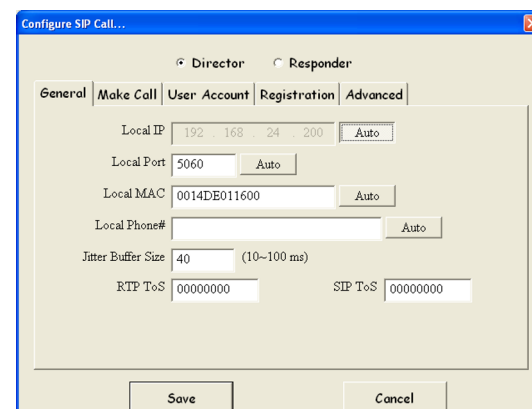 Configure SIP Call...
Director Responder
General Make Call User Account Registration Advanced
Local IP 192 . 168 . 24 . 200 Auto
Local Port 5060 Auto
Local MAC 0014DE011600 Auto
Local Phone# Auto
Jitter Buffer Size 40 (10~100 ms)
RTP ToS 00000000 SIP ToS 00000000
Save Cancel